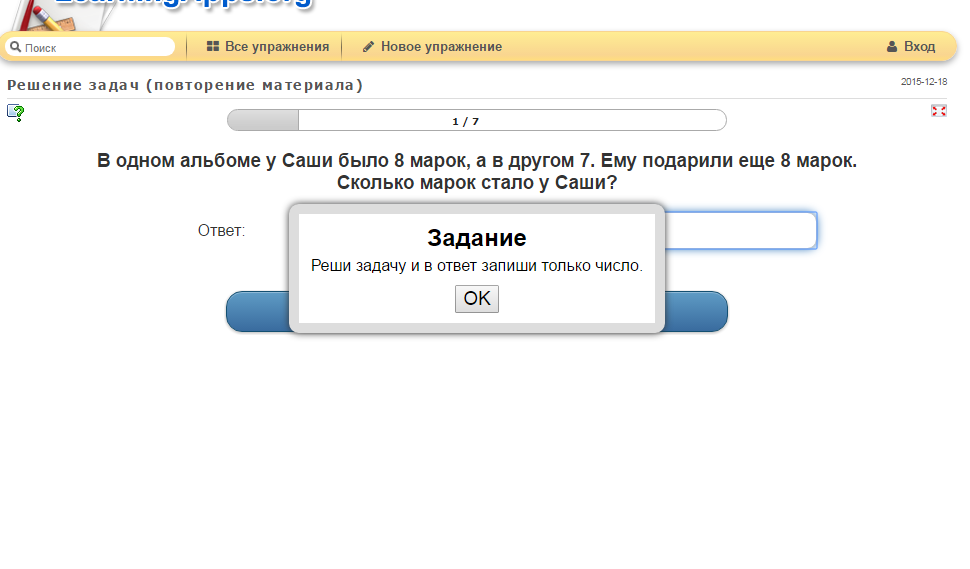 LearningApps.org
Поиск
Все упражнения
Новое упражнение
Вход
Решение задач (повторение материала)
2015-12-18
1 / 7
В одном альбоме у Саши было 8 марок, а в другом 7. Ему подарили еще 8 марок.
Сколько марок стало у Саши?
Ответ:
Задание
Реши задачу и в ответ запиши только число.
OK